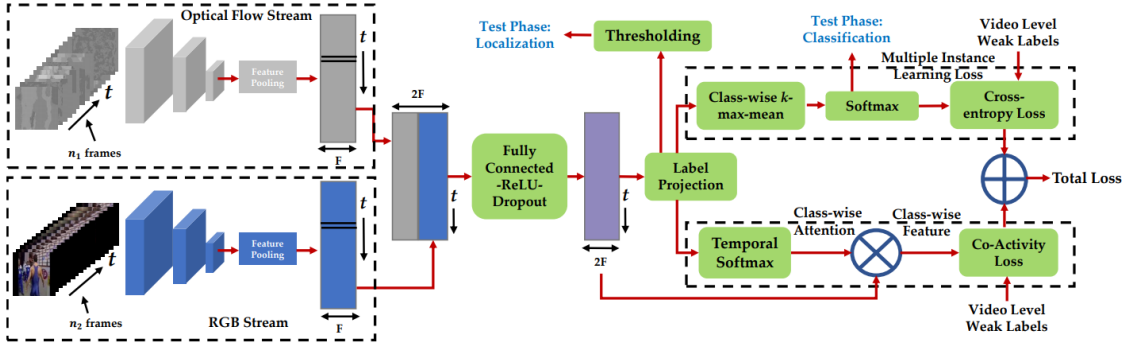 Optical Flow Stream
t
n₁ frames
Feature
Pooling
t
F
RGB Stream
t
n₂ frames
Feature
Pooling
t
F
2F
t
Fully
Connected
-ReLU-
Dropout
t
2F
Label
Projection
Thresholding
Test Phase:
Localization
Test Phase:
Classification
Video Level
Weak Labels
Multiple Instance
Learning Loss
Class-wise k-
max-mean
Softmax
Cross-
entropy Loss
Total Loss
Temporal
Softmax
Class-wise
Attention
Class-wise
Feature
Co-Activity
Loss
Video Level
Weak Labels